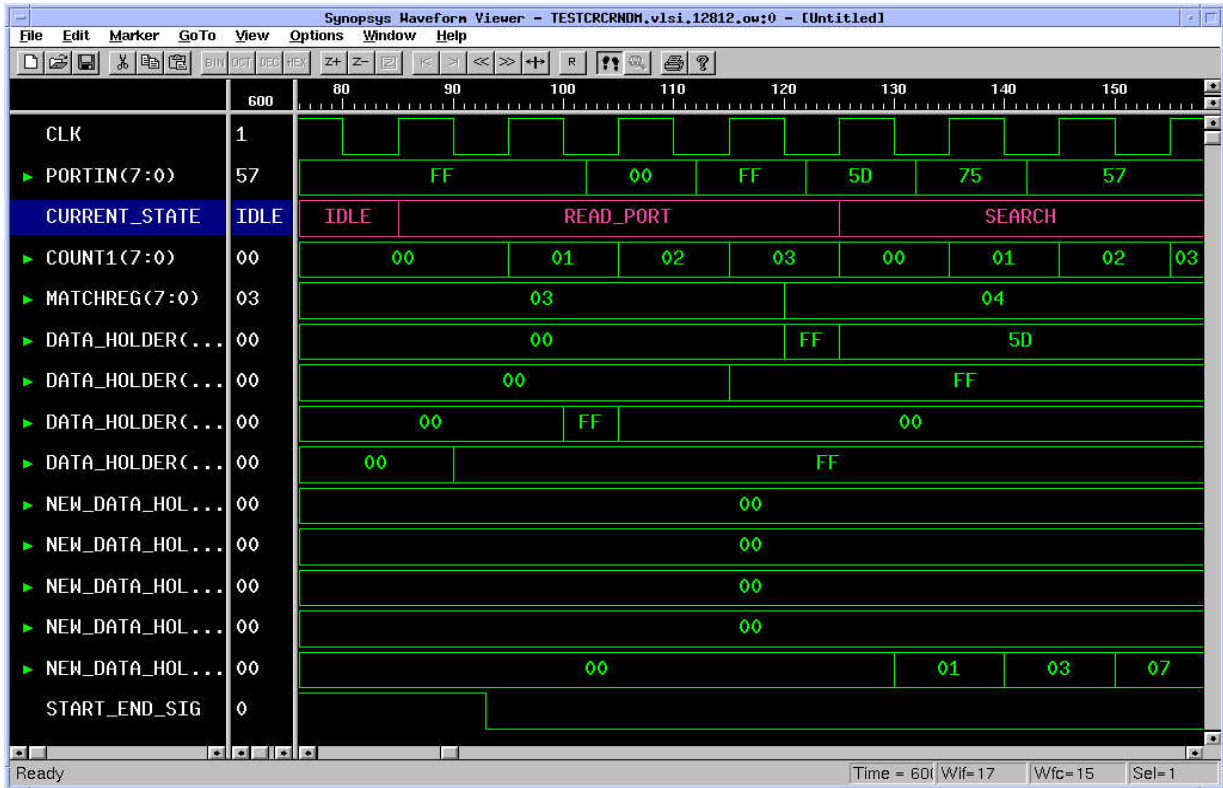 Synopsys Waveform Viewer - TESTCRCRNDM.vlsi.12812.ow:0 - [Untitled]
File Edit Marker GoTo View Options Window Help
BIN OCT DEC HEX Z+ Z- R
600 80 90 100 110 120 130 140 150
CLK 1
PORTIN(7:0) 57 FF 00 FF 5D 75 57
CURRENT_STATE IDLE IDLE READ_PORT SEARCH
COUNT1(7:0) 00 00 01 02 03 00 01 02 03
MATCHREG(7:0) 03 03 04
DATA_HOLDER(... 00 00 FF 5D
DATA_HOLDER(... 00 00 FF
DATA_HOLDER(... 00 00 FF 00
DATA_HOLDER(... 00 00 FF
NEW_DATA_HOL... 00 00
NEW_DATA_HOL... 00 00
NEW_DATA_HOL... 00 00
NEW_DATA_HOL... 00 00
NEW_DATA_HOL... 00 00 01 03 07
START_END_SIG 0
Ready Time = 60( Wif=17 Wfc=15 Sel=1